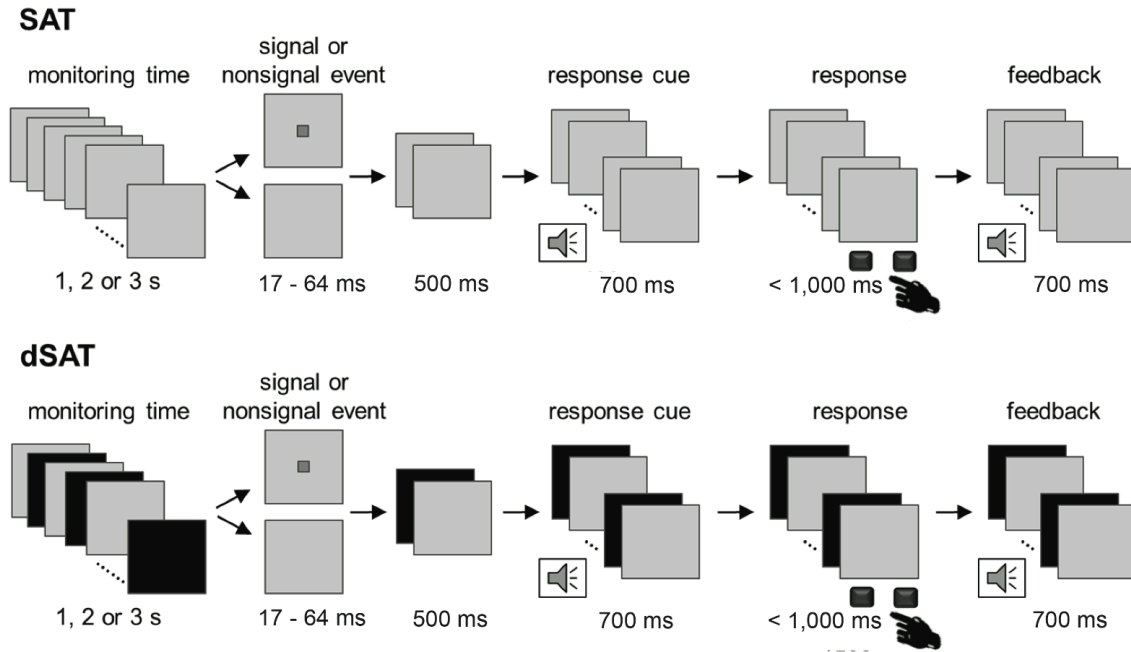 SAT
signal or
monitoring time nonsignal event response cue response feedback
1, 2 or 3 s 17 - 64 ms 500 ms 700 ms < 1,000 ms 700 ms
dSAT
signal or
monitoring time nonsignal event response cue response feedback
1, 2 or 3 s 17 - 64 ms 500 ms 700 ms < 1,000 ms 700 ms